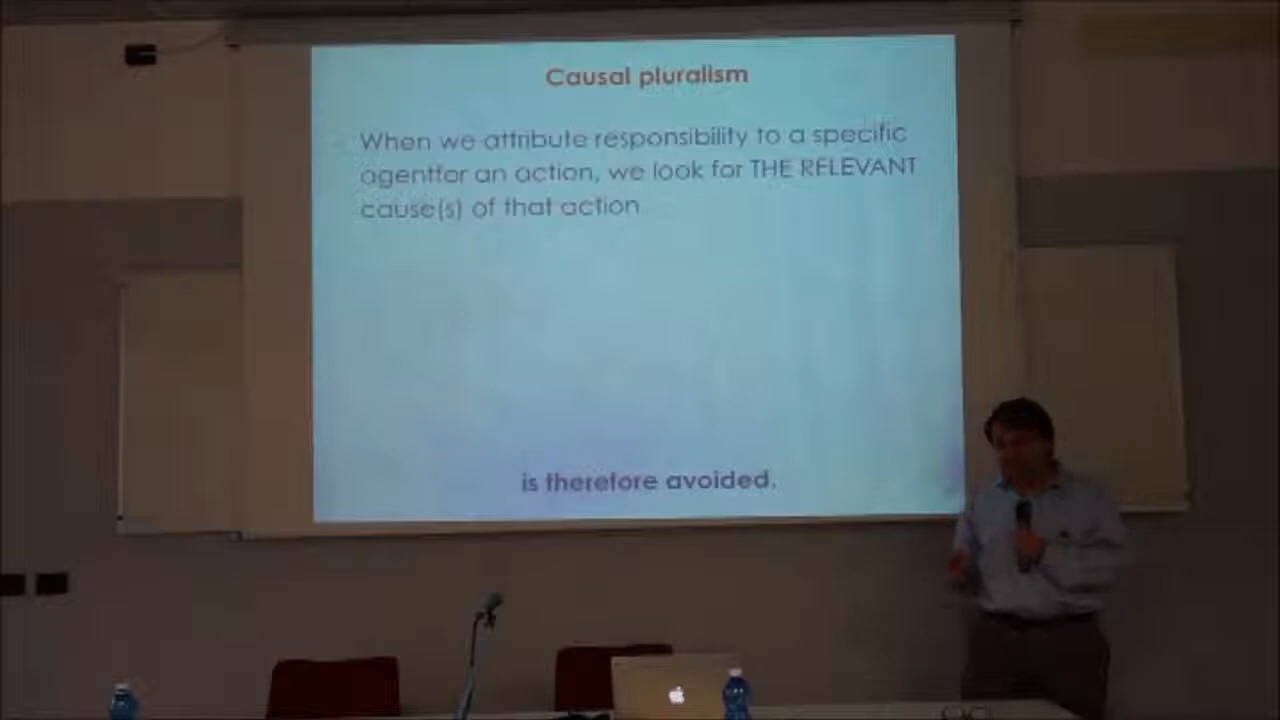 Causal pluralism
When we attribute responsibility to a specific
agentfor an action, we look for THE RELEVANT
cause(s) of that action
is therefore avoided.